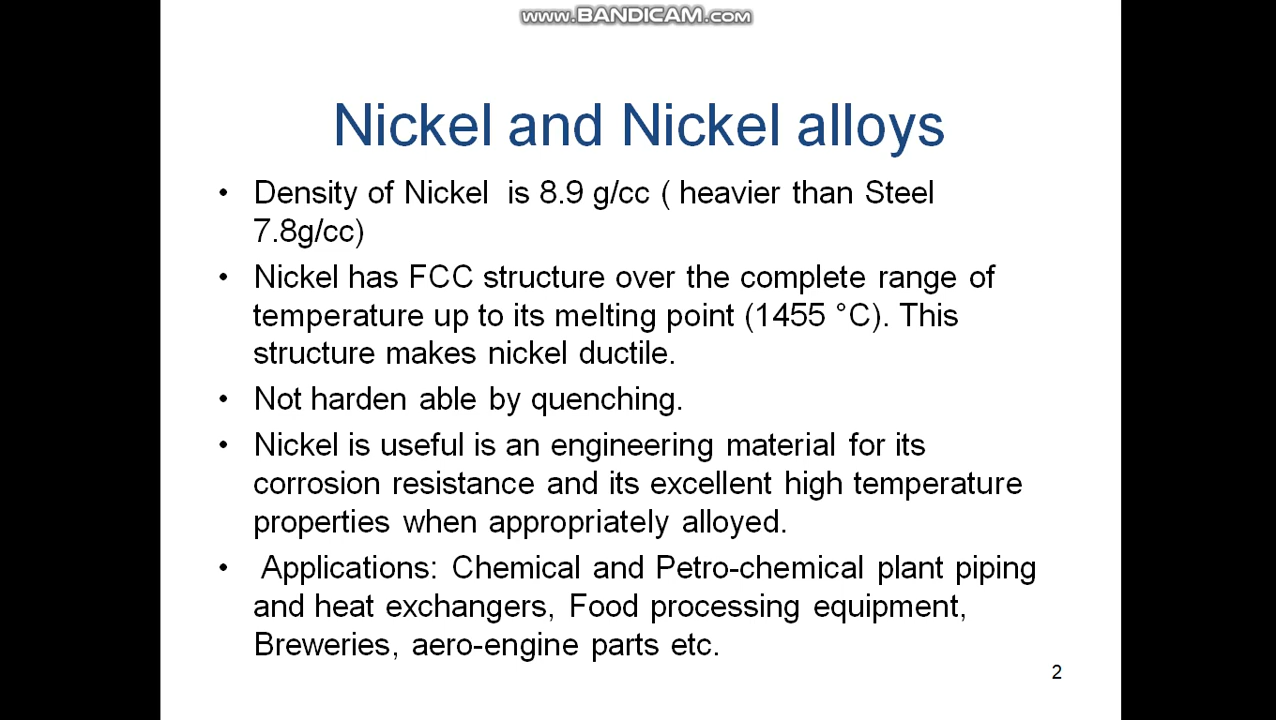 www.BANDICAM.com
Nickel and Nickel alloys
• Density of Nickel is 8.9 g/cc ( heavier than Steel
7.8g/cc)
• Nickel has FCC structure over the complete range of
temperature up to its melting point (1455 °C). This
structure makes nickel ductile.
• Not harden able by quenching.
• Nickel is useful is an engineering material for its
corrosion resistance and its excellent high temperature
properties when appropriately alloyed.
• Applications: Chemical and Petro-chemical plant piping
and heat exchangers, Food processing equipment,
Breweries, aero-engine parts etc.
2